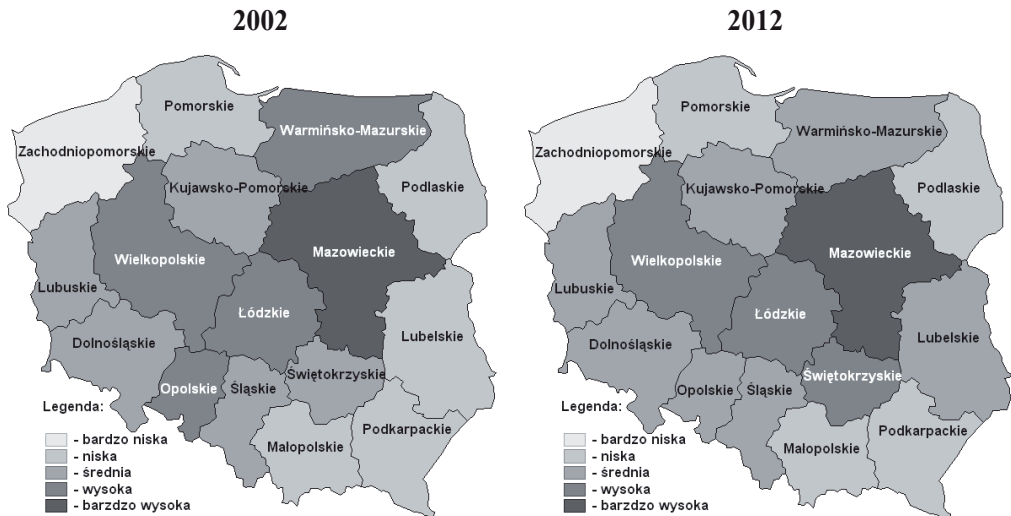 2002
Pomorskie
Warmińsko-Mazurskie
Zachodniopomorskie
Kujawsko-Pomorskie
Podlaskie
Mazowieckie
Wielkopolskie
Lubuskie
Łódzkie
Lubelskie
Dolnośląskie
Świętokrzyskie
Opolskie
Śląskie
Podkarpackie
Małopolskie
Legenda:
- bardzo niska
- niska
- średnia
- wysoka
- barzdzo wysoka
2012
Pomorskie
Warmińsko-Mazurskie
Zachodniopomorskie
Kujawsko-Pomorskie
Podlaskie
Mazowieckie
Wielkopolskie
Lubuskie
Łódzkie
Lubelskie
Dolnośląskie
Świętokrzyskie
Opolskie
Śląskie
Podkarpackie
Małopolskie
Legenda:
- bardzo niska
- niska
- średnia
- wysoka
- barzdzo wysoka